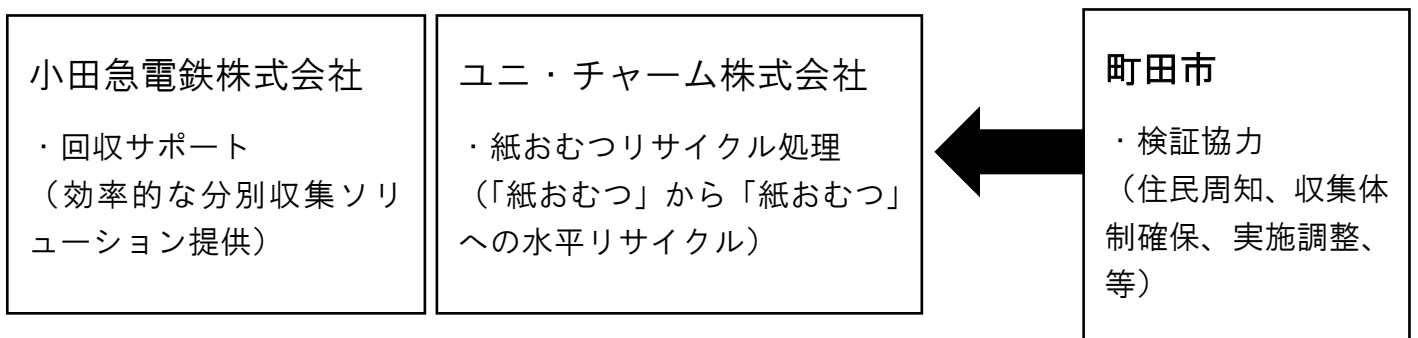 小田急電鉄株式会社
・回収サポート
（効率的な分別収集ソリ
ューション提供）
ユニ・チャーム株式会社
・紙おむつリサイクル処理
（「紙おむつ」から「紙おむつ」
への水平リサイクル）
町田市
・検証協力
（住民周知、収集体
制確保、実施調整、
等）